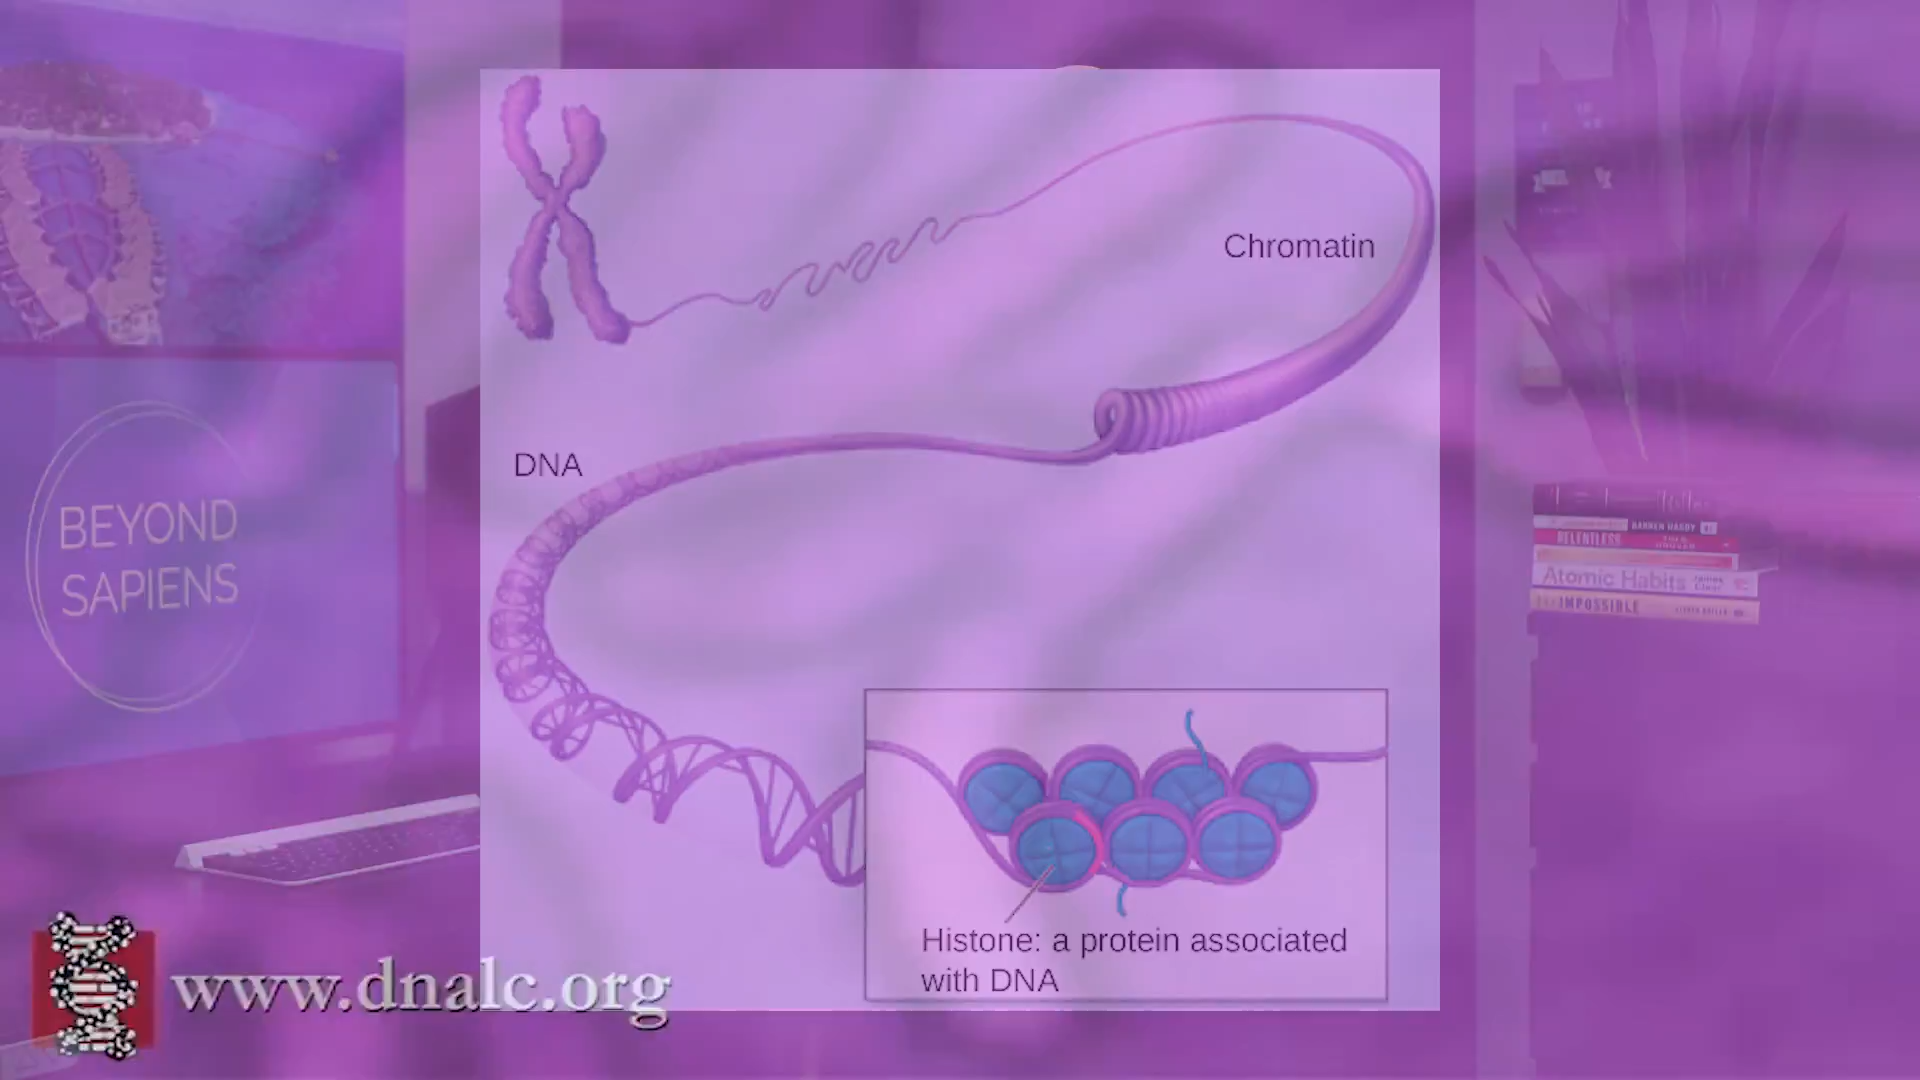 Chromatin
DNA
BEYOND
SAPIENS
RELENTLESS
Atomic Habits
IMPOSSIBLE
Histone: a protein associated
with DNA
www.dnalc.org